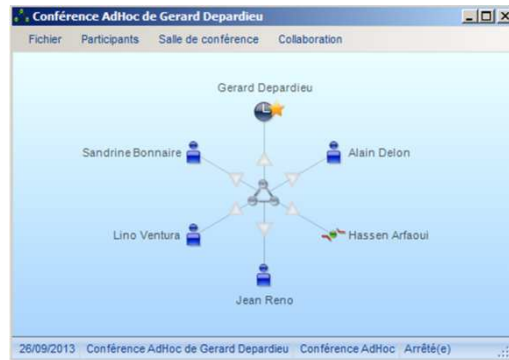 Conférence AdHoc de Gerard Depardieu
Fichier Participants Salle de conférence Collaboration
Gerard Depardieu
Sandrine Bonnaire Alain Delon
Lino Ventura Hassen Arfaoui
Jean Reno
26/09/2013 Conférence AdHoc de Gerard Depardieu Conférence AdHoc Arrêté(e)